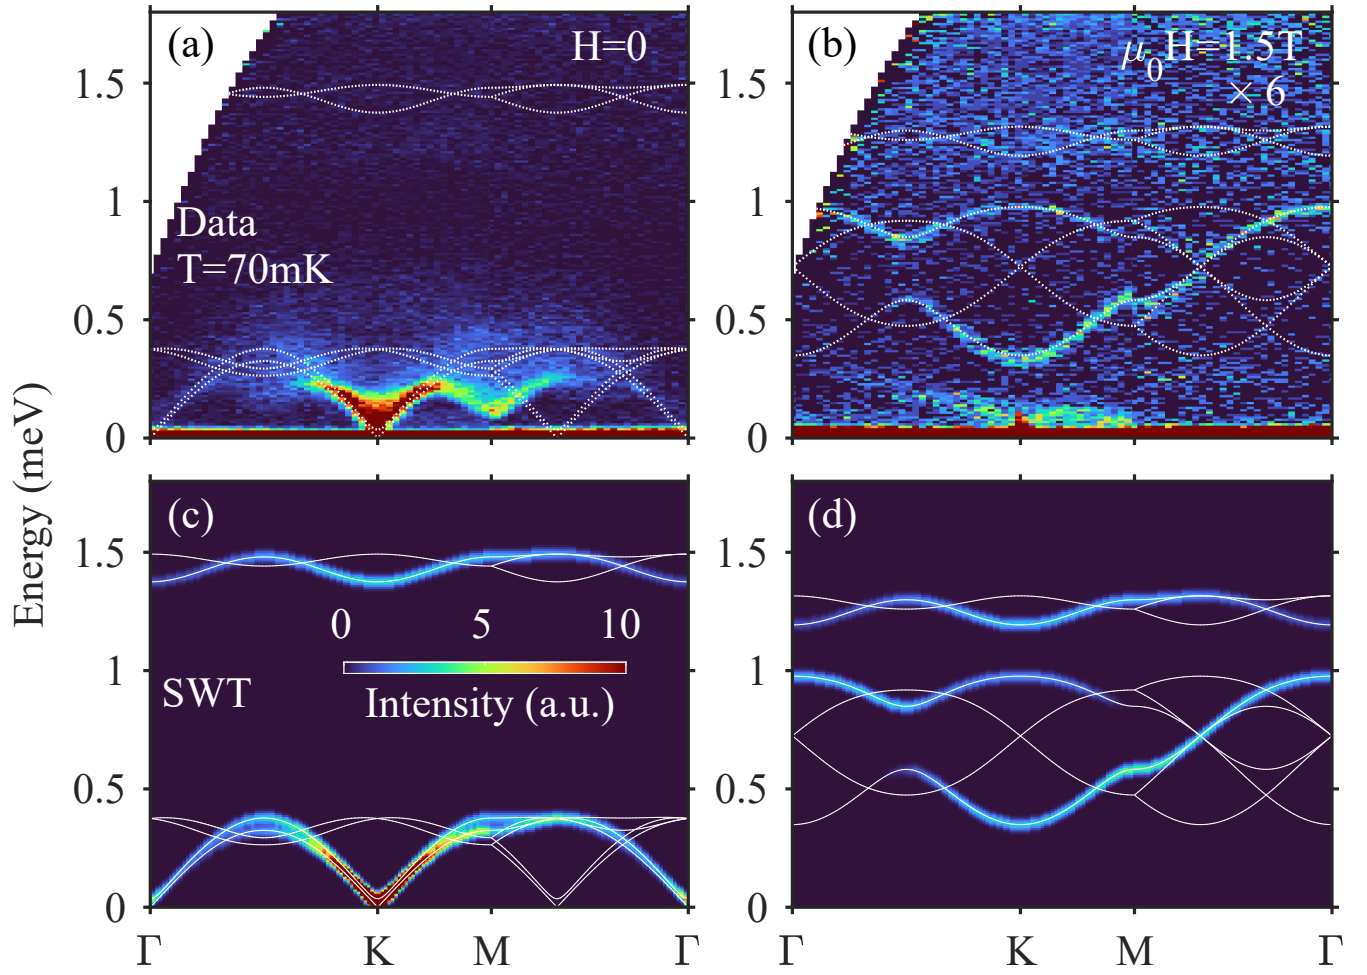 (a)
H=0
1.5
1
0.5
0
Data
T=70mK
(b)
μ₀H=1.5T
× 6
1.5
1
0.5
0
Energy (meV)
(c)
1.5
1
0.5
0
0 5 10
Intensity (a.u.)
SWT
Γ K M Γ
(d)
1.5
1
0.5
0
Γ K M Γ